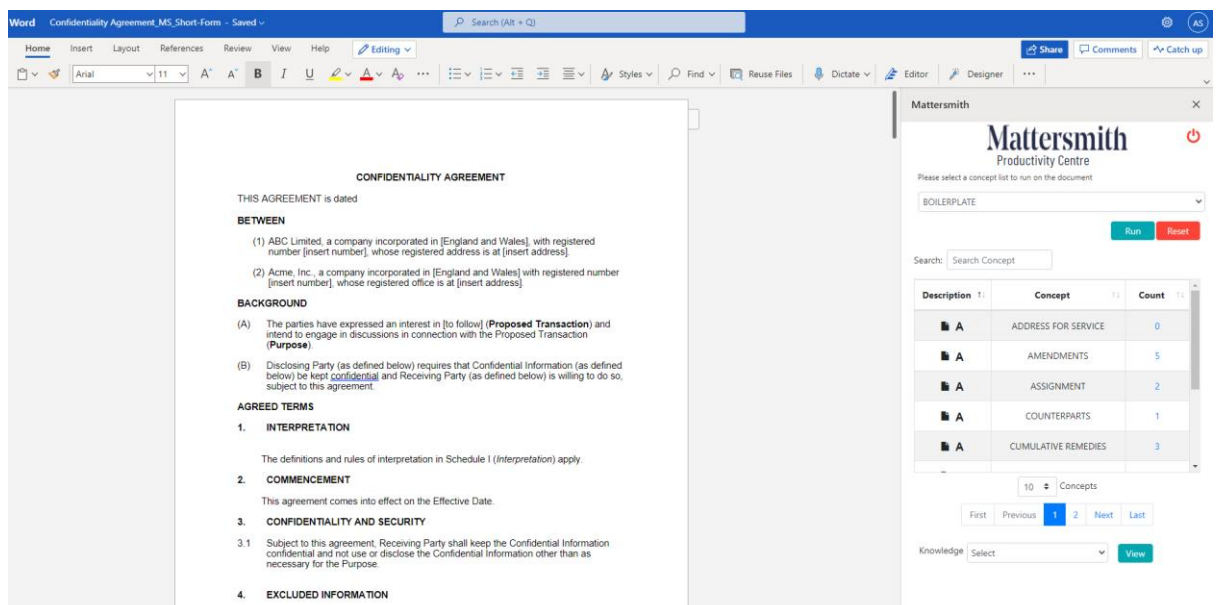 Word Confidentiality Agreement_MS_Short-Form - Saved
Search (Alt + Q)
AS
Home Insert Layout References Review View Help Editing Share Comments Catch up
Arial 11 A A B I U A Styles Find Reuse Files Dictate Editor Designer
CONFIDENTIALITY AGREEMENT
THIS AGREEMENT is dated
BETWEEN
(1) ABC Limited, a company incorporated in [England and Wales], with registered
number [insert number], whose registered address is at [insert address].
(2) Acme, Inc., a company incorporated in [England and Wales] with registered number
[insert number], whose registered office is at [insert address].
BACKGROUND
(A) The parties have expressed an interest in [to follow] (Proposed Transaction) and
intend to engage in discussions in connection with the Proposed Transaction
(Purpose).
(B) Disclosing Party (as defined below) requires that Confidential Information (as defined
below) be kept confidential and Receiving Party (as defined below) is willing to do so,
subject to this agreement.
AGREED TERMS
1. INTERPRETATION
The definitions and rules of interpretation in Schedule I (Interpretation) apply.
2. COMMENCEMENT
This agreement comes into effect on the Effective Date.
3. CONFIDENTIALITY AND SECURITY
3.1 Subject to this agreement, Receiving Party shall keep the Confidential Information
confidential and not use or disclose the Confidential Information other than as
necessary for the Purpose.
4. EXCLUDED INFORMATION
Mattersmith
Mattersmith
Productivity Centre
Please select a concept list to run on the document
BOILERPLATE
Run Reset
Search: Search Concept
Description Concept Count
A ADDRESS FOR SERVICE 0
A AMENDMENTS 5
A ASSIGNMENT 2
A COUNTERPARTS 1
A CUMULATIVE REMEDIES 3
10 Concepts
First Previous 1 2 Next Last
Knowledge Select View